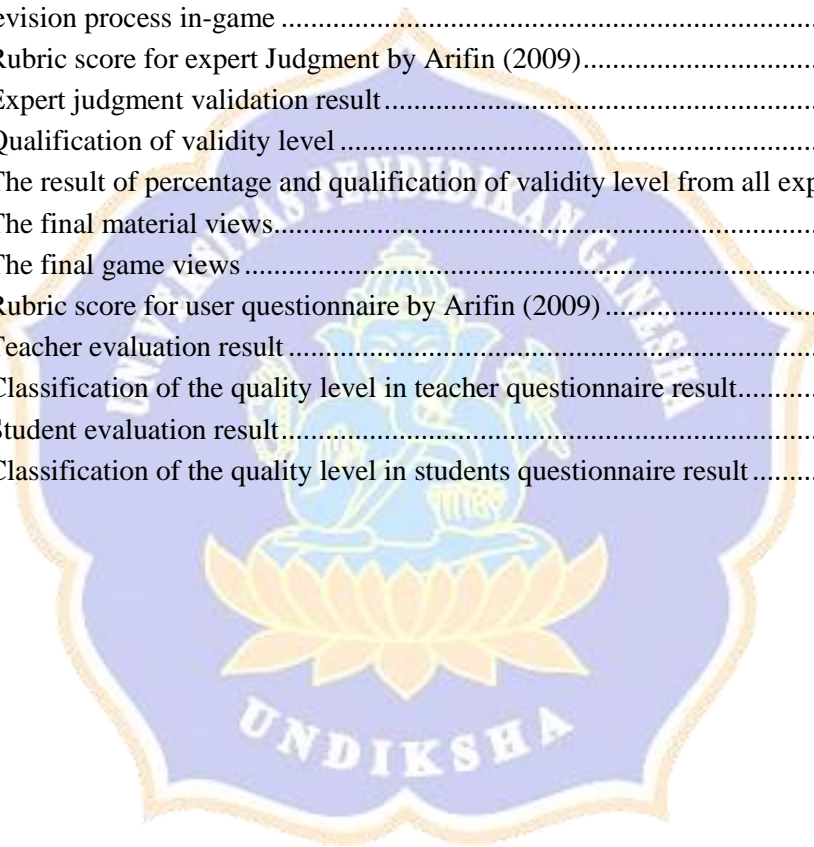 evision process in-game ....................................................................................
Rubric score for expert Judgment by Arifin (2009) ....................................
Expert judgment validation result ................................................................
Qualification of validity level .......................................................................
The result of percentage and qualification of validity level from all exp
The final material views ................................................................................
The final game views .....................................................................................
Rubric score for user questionnaire by Arifin (2009) ................................
Teacher evaluation result ..............................................................................
Classification of the quality level in teacher questionnaire result .............
Student evaluation result ...............................................................................
Classification of the quality level in students questionnaire result ..........
UNIVERSITAS PENDIDIKAN GANESHA
UNDIKSHA